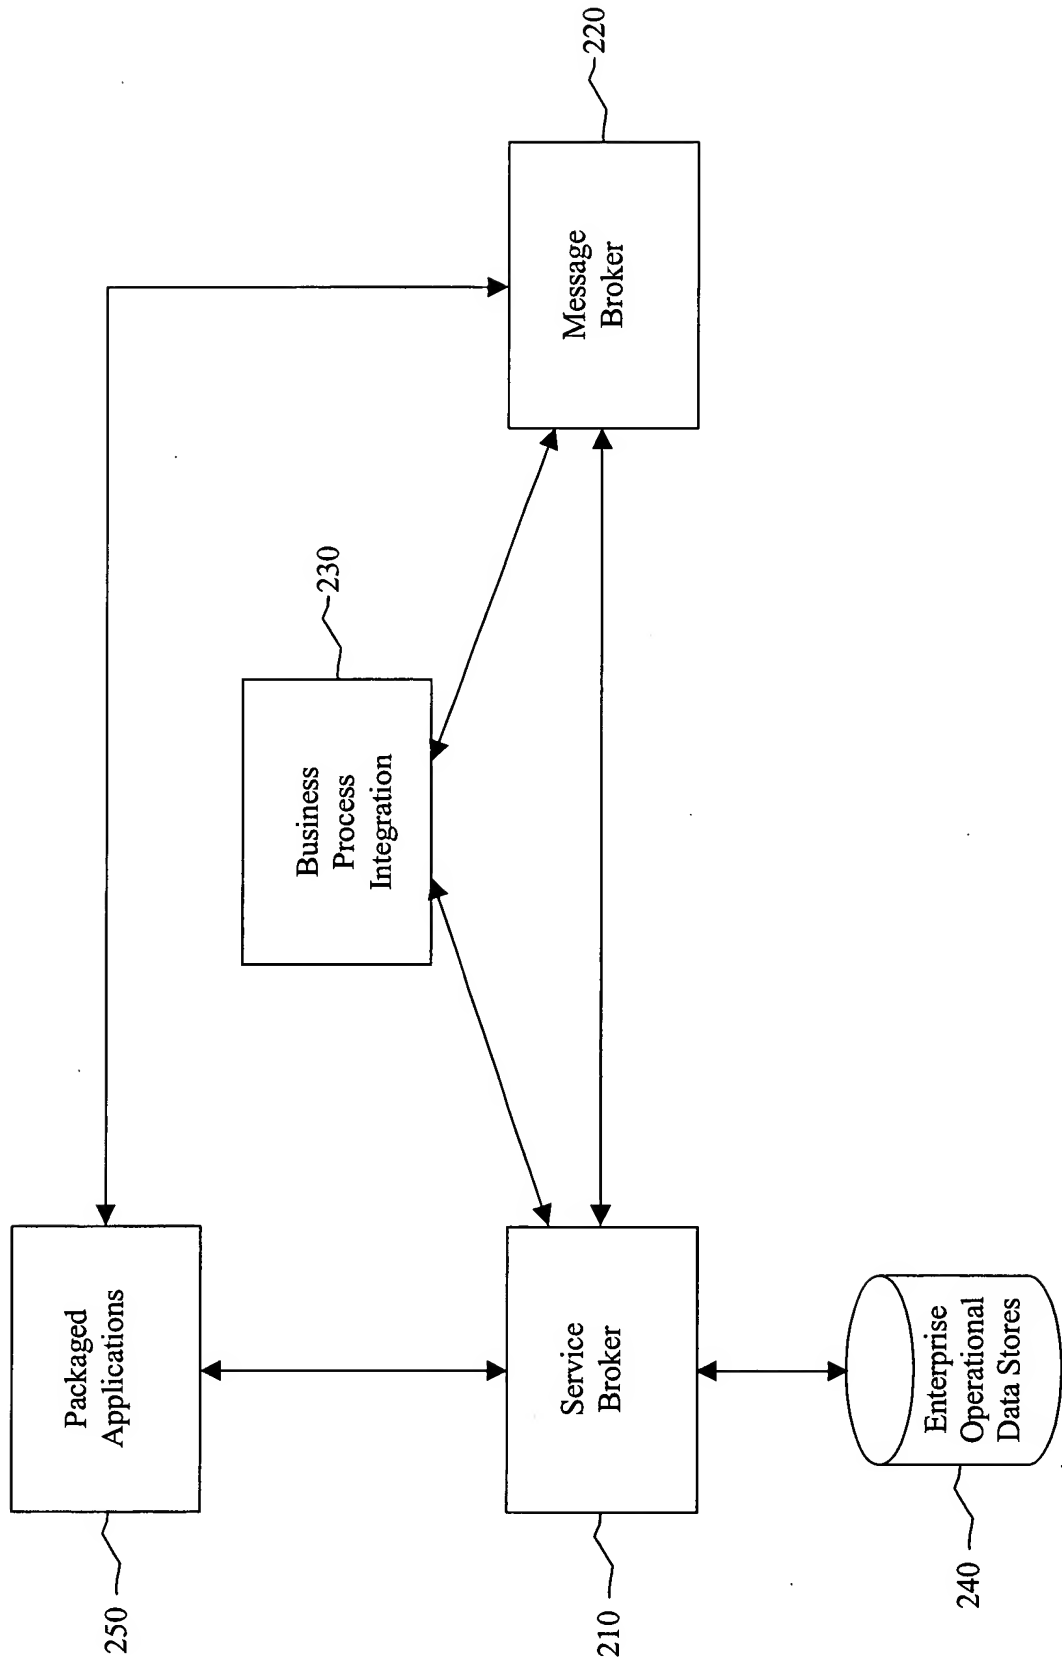 250
Packaged
Applications
230
Business
Process
Integration
220
Message
Broker
210
Service
Broker
240
Enterprise
Operational
Data Stores